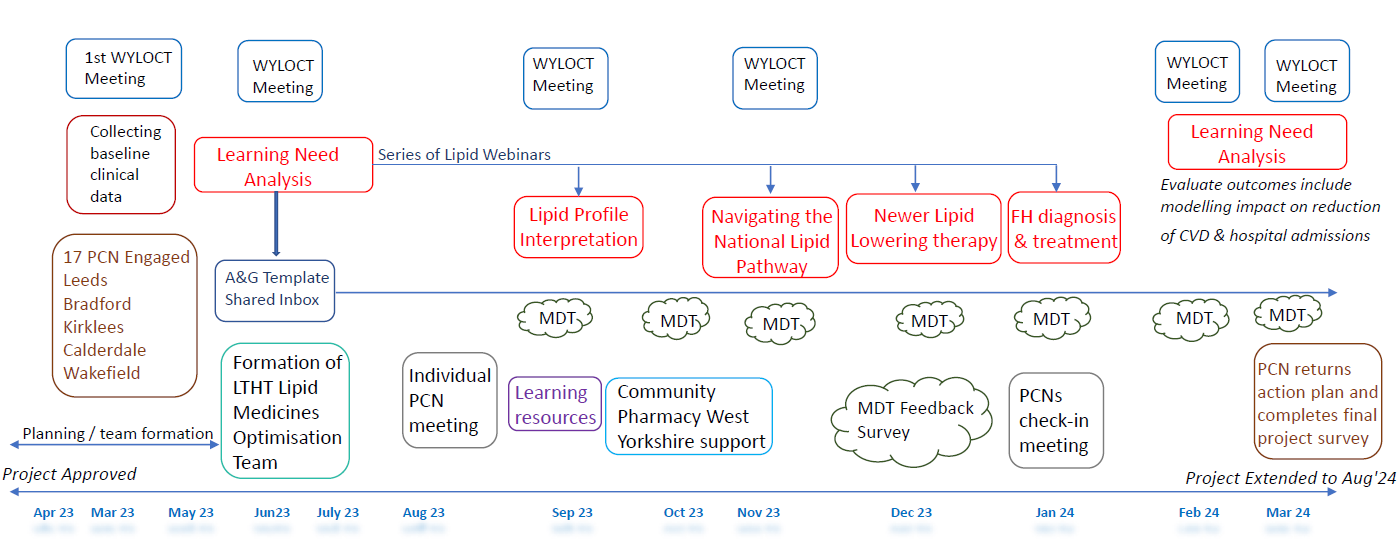 1st WYLOCT
Meeting
WYLOCT
Meeting
WYLOCT
Meeting
WYLOCT
Meeting
WYLOCT
Meeting
WYLOCT
Meeting
Collecting
baseline
clinical
data
Learning Need
Analysis
Series of Lipid Webinars
Lipid Profile
Interpretation
Navigating the
National Lipid
Pathway
Newer Lipid
Lowering therapy
FH diagnosis
& treatment
Learning Need
Analysis
Evaluate outcomes include
modelling impact on reduction
of CVD & hospital admissions
17 PCN Engaged
Leeds
Bradford
Kirklees
Calderdale
Wakefield
A&G Template
Shared Inbox
MDT
MDT
MDT
MDT
MDT
MDT
MDT
Formation of
LTHT Lipid
Medicines
Optimisation
Team
Individual
PCN
meeting
Learning
resources
Community
Pharmacy West
Yorkshire support
MDT Feedback
Survey
PCNs
check-in
meeting
PCN returns
action plan and
completes final
project survey
Planning / team formation
Project Approved
Project Extended to Aug'24
Apr 23
Mar 23
May 23
Jun23
July 23
Aug 23
Sep 23
Oct 23
Nov 23
Dec 23
Jan 24
Feb 24
Mar 24